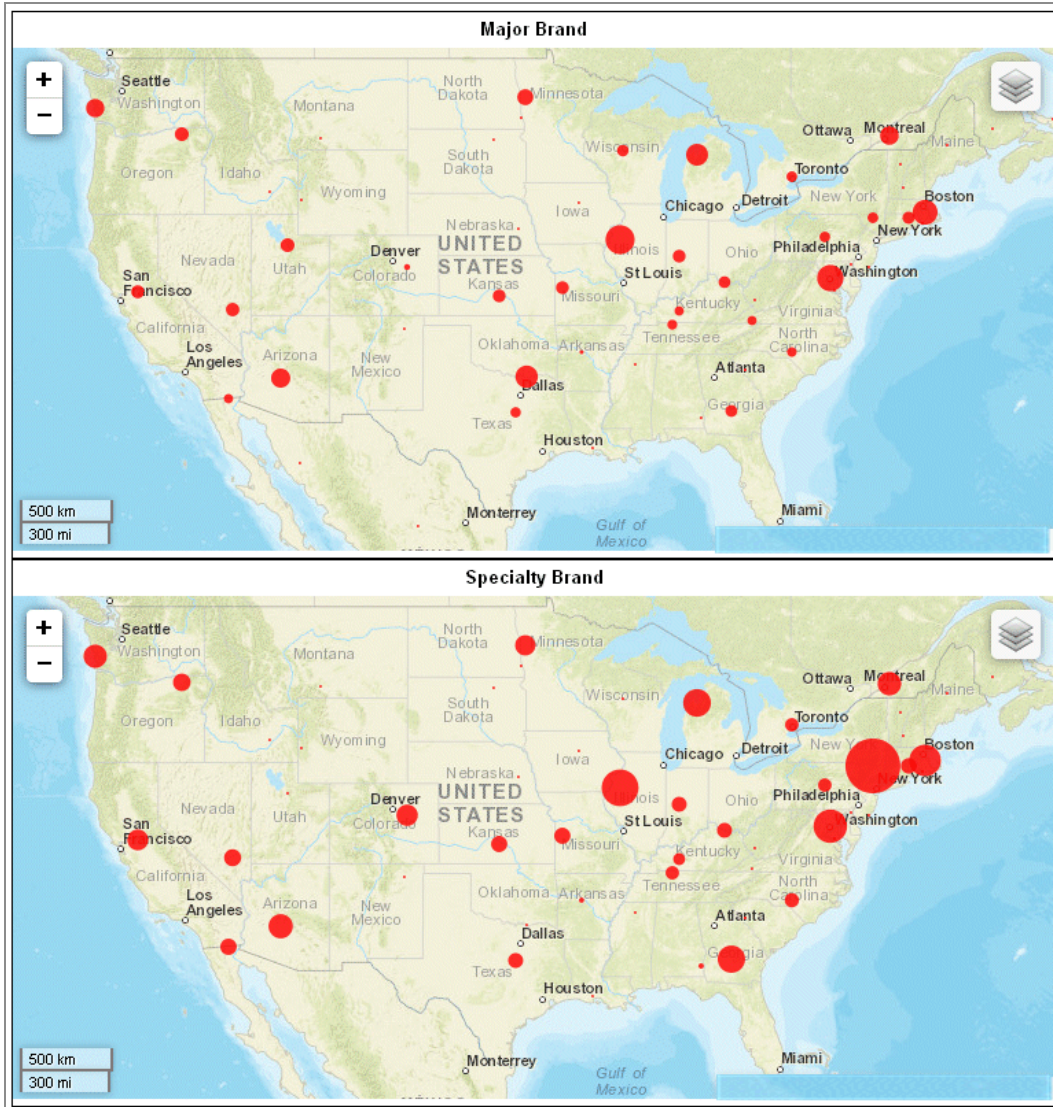 Major Brand
+
−
Seattle
Washington
Montana
North
Dakota
Minnesota
Ottawa
Montreal
Maine
Oregon
Idaho
Wyoming
South
Dakota
Wisconsin
Toronto
New York
Boston
Nevada
Utah
Denver
Colorado
Nebraska
UNITED
STATES
Iowa
Chicago
Detroit
Illinois
Ohio
Philadelphia
New York
Washington
San
Francisco
California
Kansas
Missouri
St Louis
Kentucky
Virginia
Los
Angeles
Arizona
New
Mexico
Oklahoma
Arkansas
Tennessee
North
Carolina
Dallas
Texas
Atlanta
Georgia
Houston
Monterrey
Gulf of
Mexico
Miami
500 km
300 mi
Specialty Brand
+
−
Seattle
Washington
Montana
North
Dakota
Minnesota
Ottawa
Montreal
Maine
Oregon
Idaho
Wyoming
South
Dakota
Wisconsin
Toronto
Boston
Nevada
Utah
Denver
Colorado
Nebraska
UNITED
STATES
Iowa
Chicago
Detroit
Illinois
Ohio
Philadelphia
New York
Washington
San
Francisco
California
Kansas
Missouri
St Louis
Kentucky
Virginia
Los
Angeles
Arizona
New
Mexico
Oklahoma
Arkansas
Tennessee
North
Carolina
Dallas
Texas
Atlanta
Georgia
Houston
Monterrey
Gulf of
Mexico
Miami
500 km
300 mi